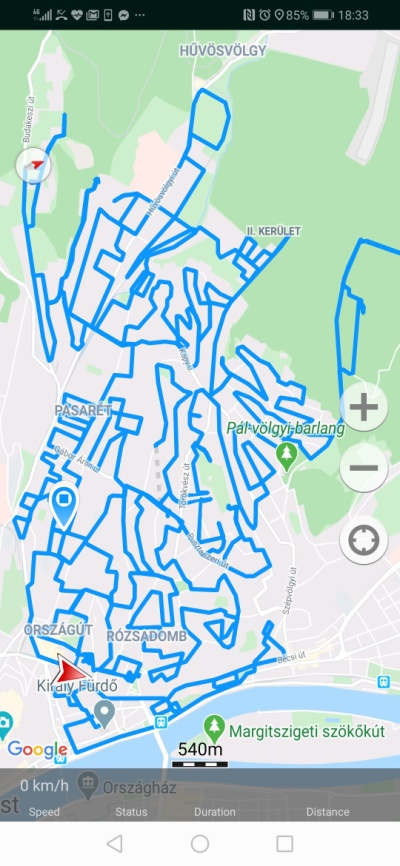 4G
85%
18:33
HŰVÖSVÖLGY
Budakeszi út
Hűvösvölgyi út
II. KERÜLET
PASARÉT
Pál-völgyi-barlang
Gábor Áron u.
Törökvész út
Pusztaszeri út
Szépvölgyi út
ORSZÁGÚT
RÓZSADOMB
Bécsi út
Király Fürdő
Margitszigeti szökőkút
Google
540m
0 km/h
Országház
st
Speed
Status
Duration
Distance